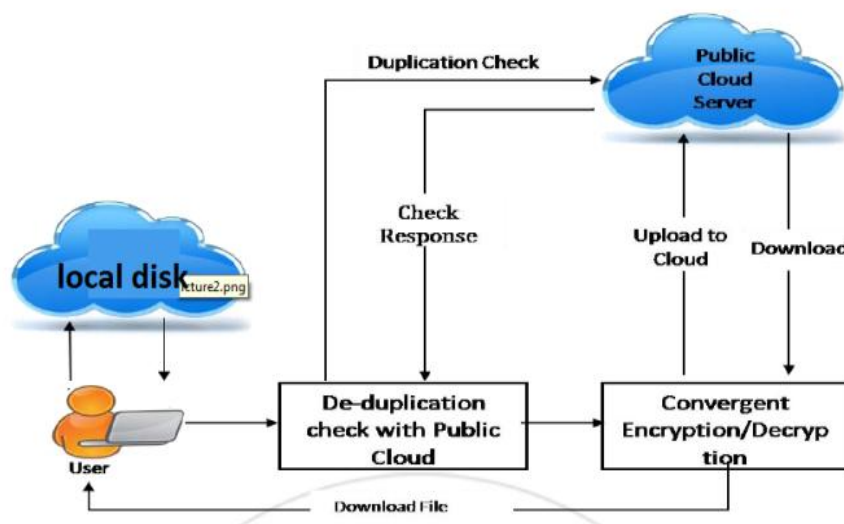 Duplication Check
Public
Cloud
Server
Check
Response
Upload to
Cloud
Download
local disk
icture2.png
User
De-duplication
check with Public
Cloud
Convergent
Encryption/Decryp
tion
Download File